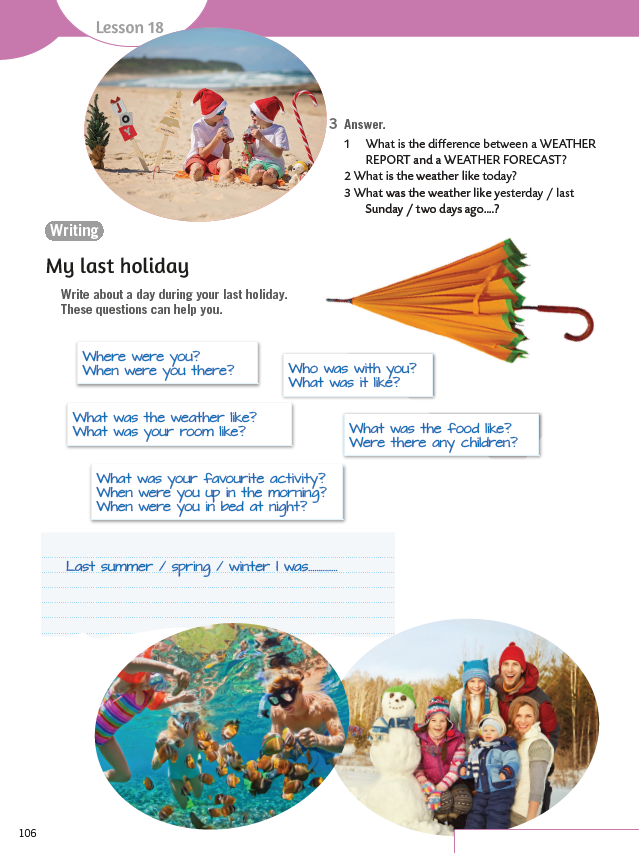 Lesson 18
3 Answer.
1 What is the difference between a WEATHER
REPORT and a WEATHER FORECAST?
2 What is the weather like today?
3 What was the weather like yesterday / last
Sunday / two days ago....?
Writing
My last holiday
Write about a day during your last holiday.
These questions can help you.
Where were you?
When were you there?
Who was with you?
What was it like?
What was the weather like?
What was your room like?
What was the food like?
Were there any children?
What was your favourite activity?
When were you up in the morning?
When were you in bed at night?
Last summer / spring / winter I was.............
106